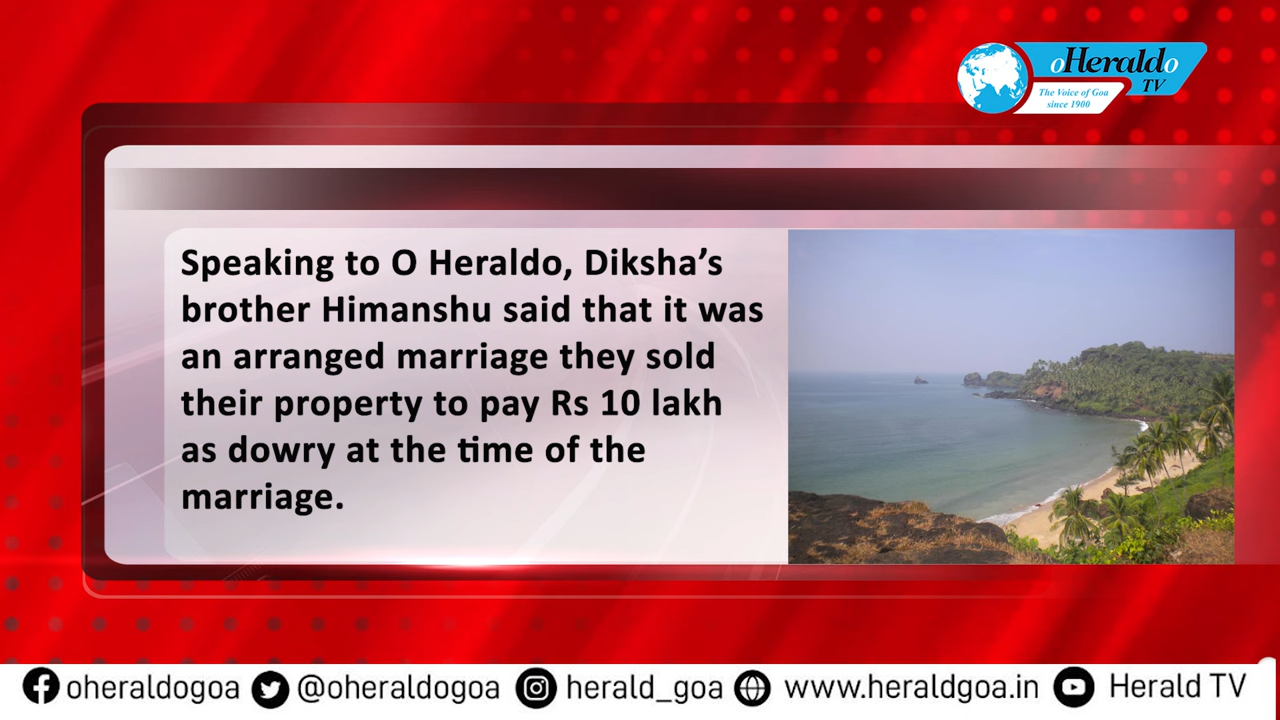 oHeraldo
TV
The Voice of Goa
since 1900
Speaking to O Heraldo, Diksha’s
brother Himanshu said that it was
an arranged marriage they sold
their property to pay Rs 10 lakh
as dowry at the time of the
marriage.
oheraldogoa @oheraldogoa herald_goa www.heraldgoa.in Herald TV